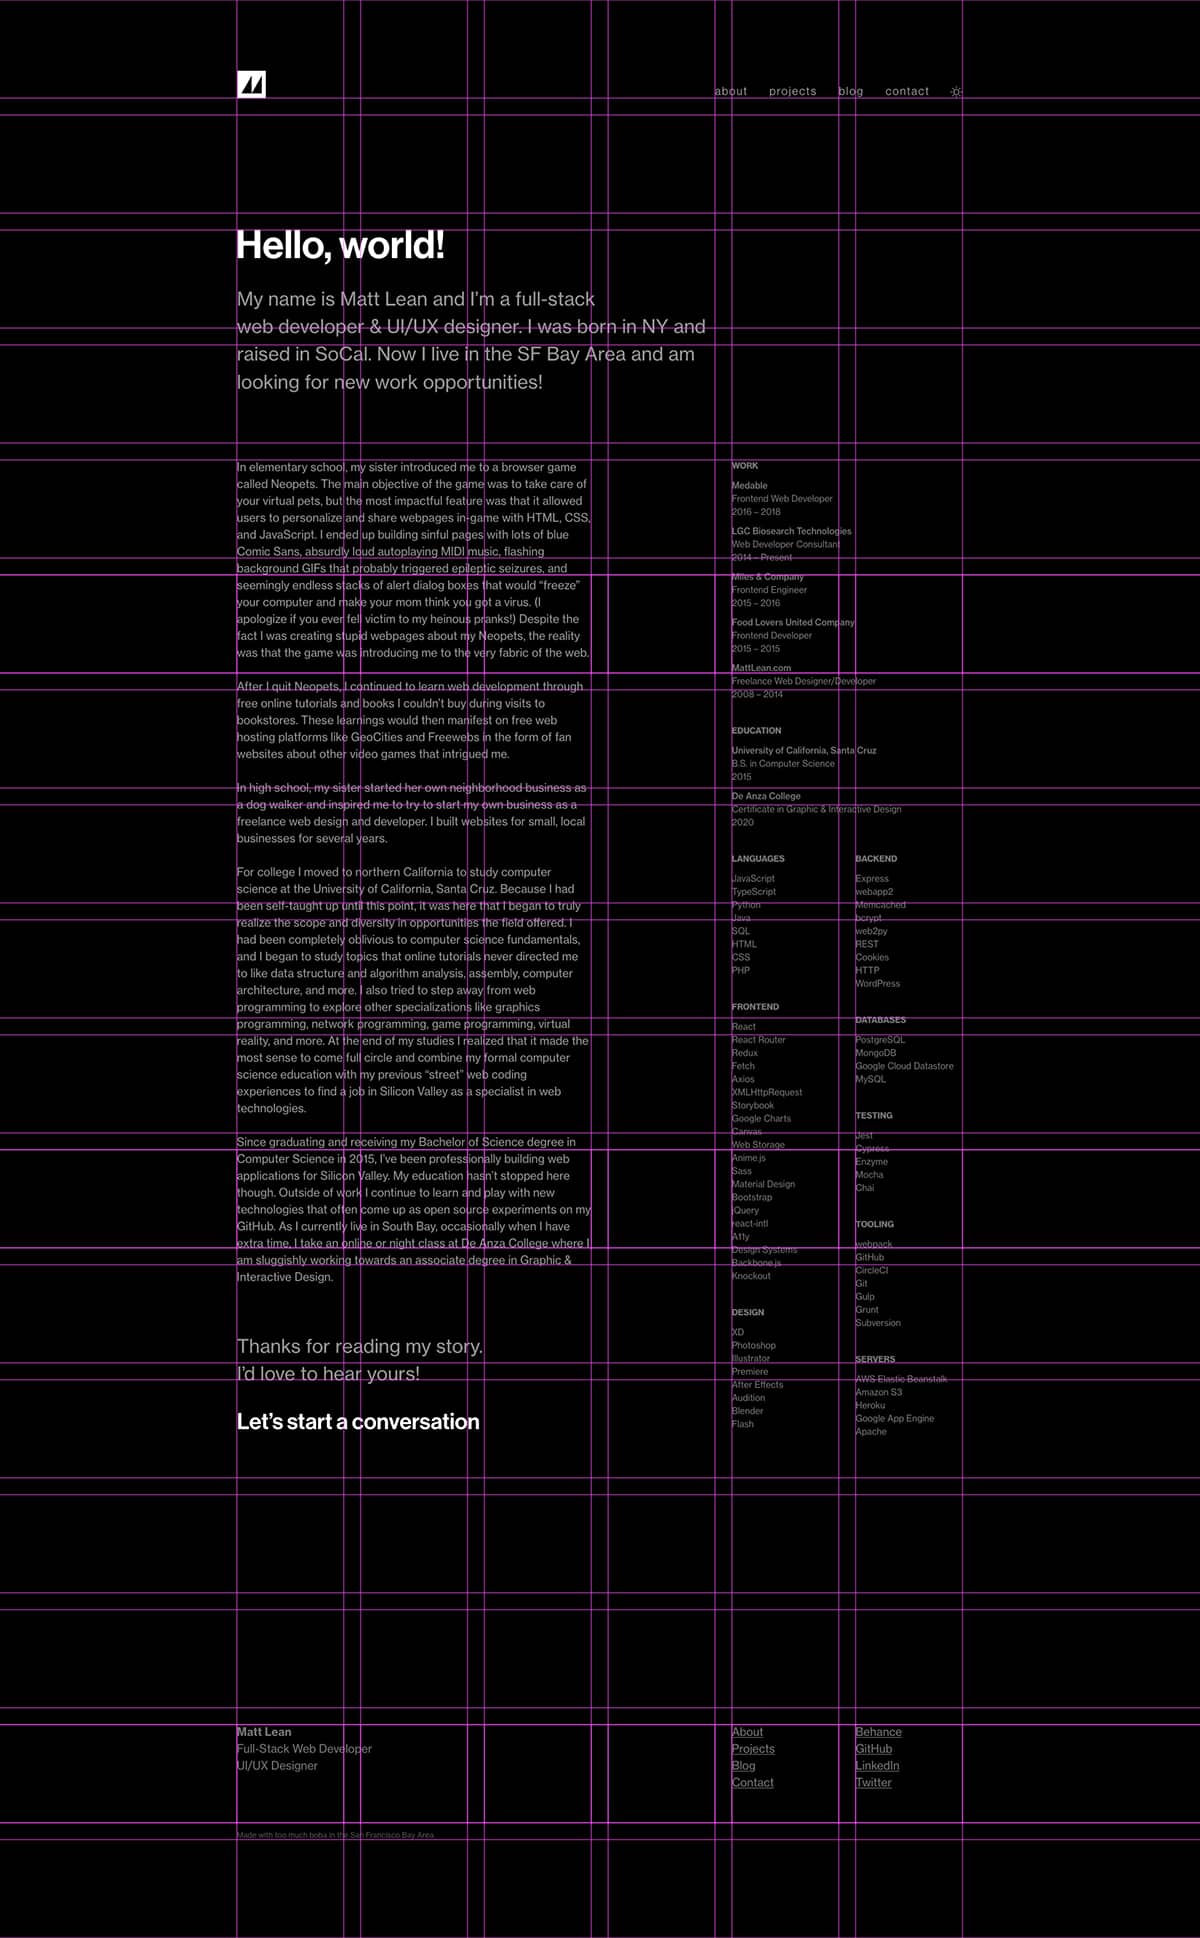 about projects blog contact
Hello, world!
My name is Matt Lean and I’m a full-stack
web developer & UI/UX designer. I was born in NY and
raised in SoCal. Now I live in the SF Bay Area and am
looking for new work opportunities!
In elementary school, my sister introduced me to a browser game
called Neopets. The main objective of the game was to take care of
your virtual pets, but the most impactful feature was that it allowed
users to personalize and share webpages in-game with HTML, CSS,
and JavaScript. I ended up building sinful pages with lots of blue
Comic Sans, absurdly loud autoplaying MIDI music, flashing
background GIFs that probably triggered epileptic seizures, and
seemingly endless stacks of alert dialog boxes that would “freeze”
your computer and make your mom think you got a virus. (I
apologize if you ever fell victim to my heinous pranks!) Despite the
fact I was creating stupid webpages about my Neopets, the reality
was that the game was introducing me to the very fabric of the web.
After I quit Neopets, I continued to learn web development through
free online tutorials and books I couldn’t buy during visits to
bookstores. These learnings would then manifest on free web
hosting platforms like GeoCities and Freewebs in the form of fan
websites about other video games that intrigued me.
In high school, my sister started her own neighborhood business as
a dog walker and inspired me to try to start my own business as a
freelance web design and developer. I built websites for small, local
businesses for several years.
For college I moved to northern California to study computer
science at the University of California, Santa Cruz. Because I had
been self-taught up until this point, it was here that I began to truly
realize the scope and diversity in opportunities the field offered. I
had been completely oblivious to computer science fundamentals,
and I began to study topics that online tutorials never directed me
to like data structure and algorithm analysis, assembly, computer
architecture, and more. I also tried to step away from web
programming to explore other specializations like graphics
programming, network programming, game programming, virtual
reality, and more. At the end of my studies I realized that it made the
most sense to come full circle and combine my formal computer
science education with my previous “street” web coding
experiences to find a job in Silicon Valley as a specialist in web
technologies.
Since graduating and receiving my Bachelor of Science degree in
Computer Science in 2015, I’ve been professionally building web
applications for Silicon Valley. My education hasn’t stopped here
though. Outside of work I continue to learn and play with new
technologies that often come up as open source experiments on my
GitHub. As I currently live in South Bay, occasionally when I have
extra time, I take an online or night class at De Anza College where I
am sluggishly working towards an associate degree in Graphic &
Interactive Design.
Thanks for reading my story.
I’d love to hear yours!
Let’s start a conversation
WORK
Medable
Frontend Web Developer
2016 – 2018
LGC Biosearch Technologies
Web Developer Consultant
2014 – Present
Miles & Company
Frontend Engineer
2015 – 2016
Food Lovers United Company
Frontend Developer
2015 – 2015
MattLean.com
Freelance Web Designer/Developer
2008 – 2014
EDUCATION
University of California, Santa Cruz
B.S. in Computer Science
2015
De Anza College
Certificate in Graphic & Interactive Design
2020
LANGUAGES
JavaScript
TypeScript
Python
Java
SQL
HTML
CSS
PHP
FRONTEND
React
React Router
Redux
Fetch
Axios
XMLHttpRequest
Storybook
Google Charts
Canvas
Web Storage
Anime.js
Sass
Material Design
Bootstrap
jQuery
react-intl
A11y
Design Systems
Backbone.js
Knockout
DESIGN
XD
Photoshop
Illustrator
Premiere
After Effects
Audition
Blender
Flash
BACKEND
Express
webapp2
Memcached
bcrypt
web2py
REST
Cookies
HTTP
WordPress
DATABASES
PostgreSQL
MongoDB
Google Cloud Datastore
MySQL
TESTING
Jest
Cypress
Enzyme
Mocha
Chai
TOOLING
webpack
GitHub
CircleCI
Git
Gulp
Grunt
Subversion
SERVERS
AWS Elastic Beanstalk
Amazon S3
Heroku
Google App Engine
Apache
Matt Lean
Full-Stack Web Developer
UI/UX Designer
About
Projects
Blog
Contact
Behance
GitHub
LinkedIn
Twitter
Made with too much boba in the San Francisco Bay Area